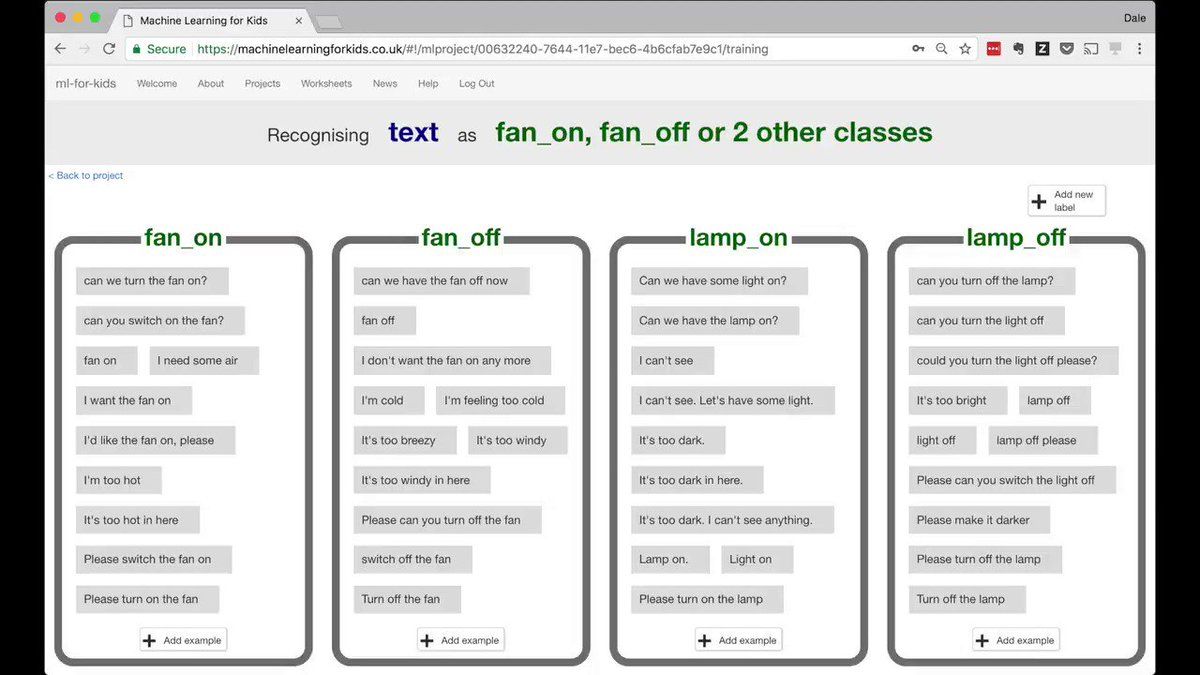 Machine Learning for Kids
Dale
Secure https://machinelearningforkids.co.uk/#!/mlproject/00632240-7644-11e7-bec6-4b6cfab7e9c1/training
ml-for-kids Welcome About Projects Worksheets News Help Log Out
Recognising text as fan_on, fan_off or 2 other classes
< Back to project
Add new
label
fan_on
can we turn the fan on?
can you switch on the fan?
fan on I need some air
I want the fan on
I'd like the fan on, please
I'm too hot
It's too hot in here
Please switch the fan on
Please turn on the fan
Add example
fan_off
can we have the fan off now
fan off
I don't want the fan on any more
I'm cold I'm feeling too cold
It's too breezy It's too windy
It's too windy in here
Please can you turn off the fan
switch off the fan
Turn off the fan
Add example
lamp_on
Can we have some light on?
Can we have the lamp on?
I can't see
I can't see. Let's have some light.
It's too dark.
It's too dark in here.
It's too dark. I can't see anything.
Lamp on. Light on
Please turn on the lamp
Add example
lamp_off
can you turn off the lamp?
can you turn the light off
could you turn the light off please?
It's too bright lamp off
light off lamp off please
Please can you switch the light off
Please make it darker
Please turn off the lamp
Turn off the lamp
Add example